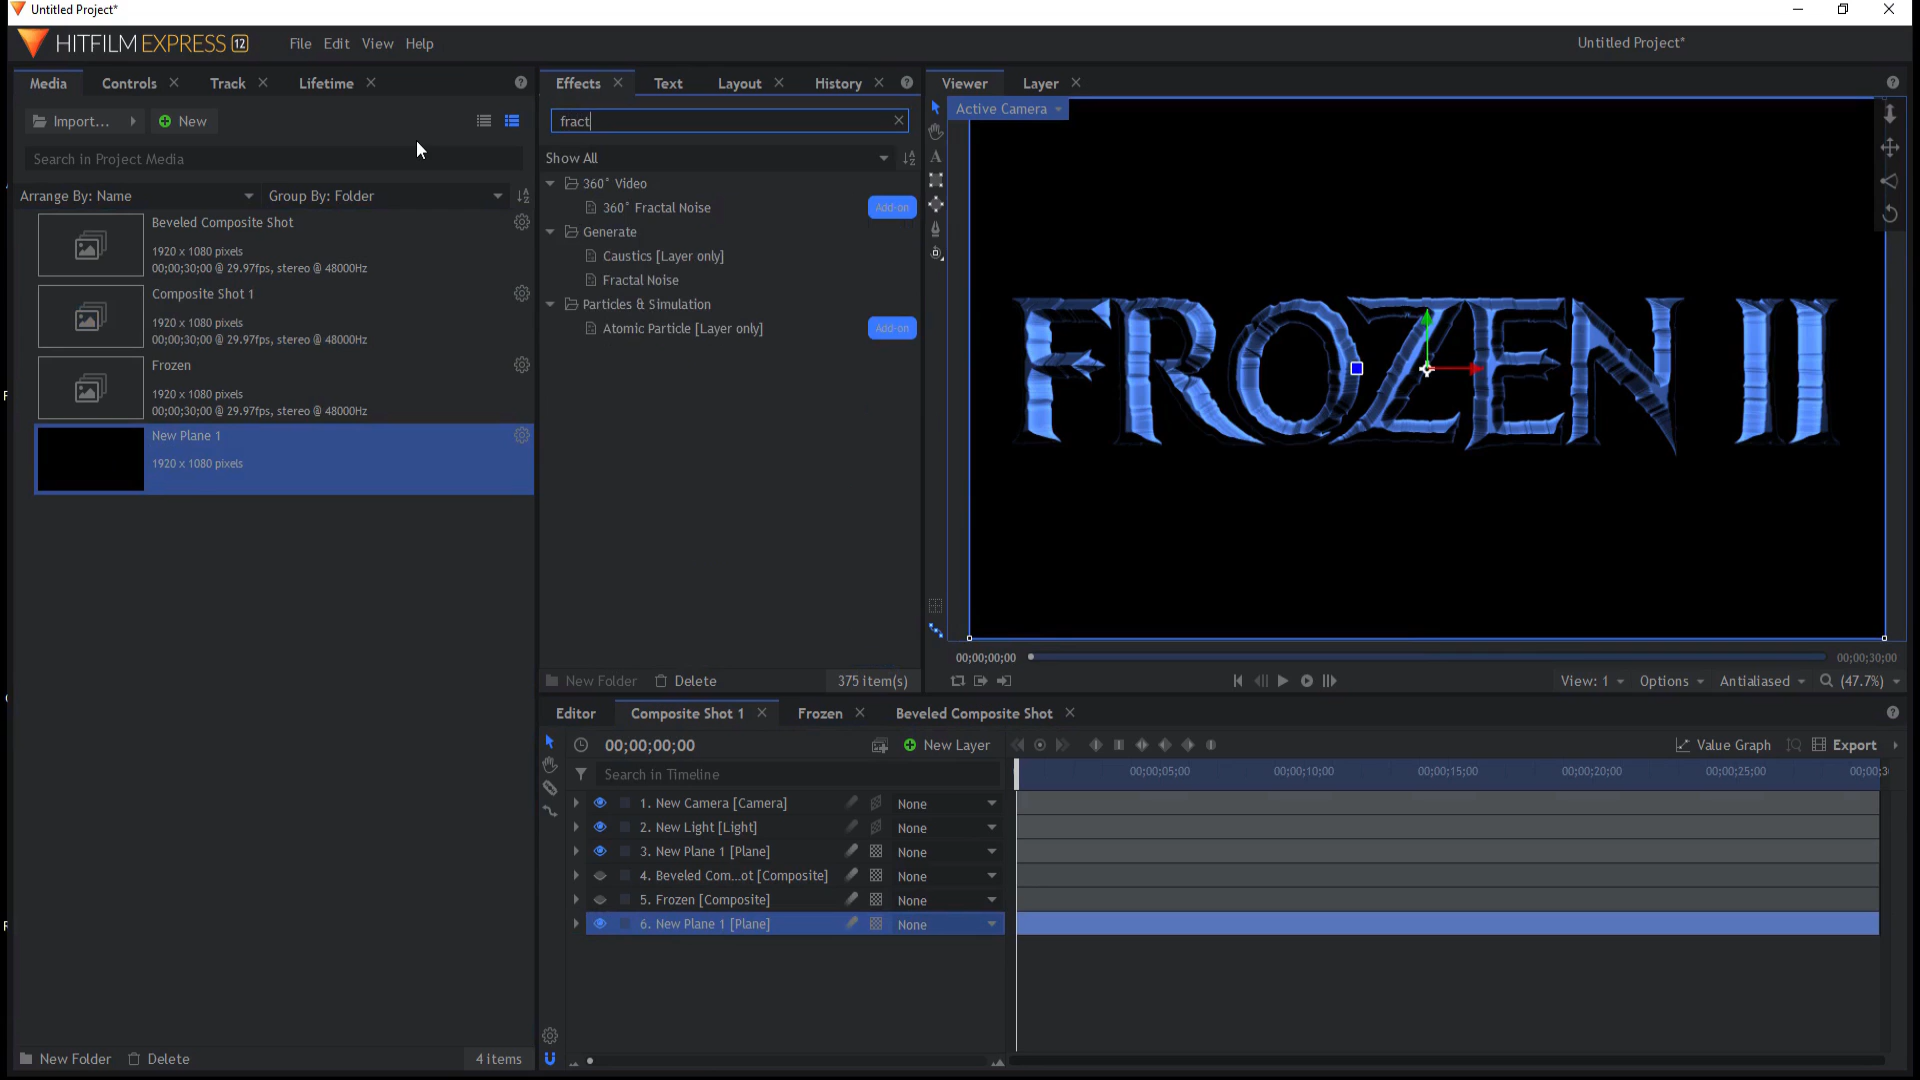 Untitled Project*
HITFILM EXPRESS 12
File Edit View Help
Untitled Project*
Media Controls Track Lifetime
Import... New
Search in Project Media
Arrange By: Name Group By: Folder
Beveled Composite Shot
1920 x 1080 pixels
00;00;30;00 @ 29.97fps, stereo @ 48000Hz
Composite Shot 1
1920 x 1080 pixels
00;00;30;00 @ 29.97fps, stereo @ 48000Hz
Frozen
1920 x 1080 pixels
00;00;30;00 @ 29.97fps, stereo @ 48000Hz
New Plane 1
1920 x 1080 pixels
New Folder Delete 4 items
Effects Text Layout History
fract
Show All
360° Video
360° Fractal Noise Add-on
Generate
Caustics [Layer only]
Fractal Noise
Particles & Simulation
Atomic Particle [Layer only] Add-on
New Folder Delete 375 item(s)
Viewer Layer
Active Camera
FROZEN II
00;00;00;00 00;00;30;00
View: 1 Options Antialiased (47.7%)
Editor Composite Shot 1 Frozen Beveled Composite Shot
00;00;00;00 New Layer Value Graph Export
Search in Timeline 00;00;05;00 00;00;10;00 00;00;15;00 00;00;20;00 00;00;25;00 00;00;3
1. New Camera [Camera] None
2. New Light [Light] None
3. New Plane 1 [Plane] None
4. Beveled Com...ot [Composite] None
5. Frozen [Composite] None
6. New Plane 1 [Plane] None